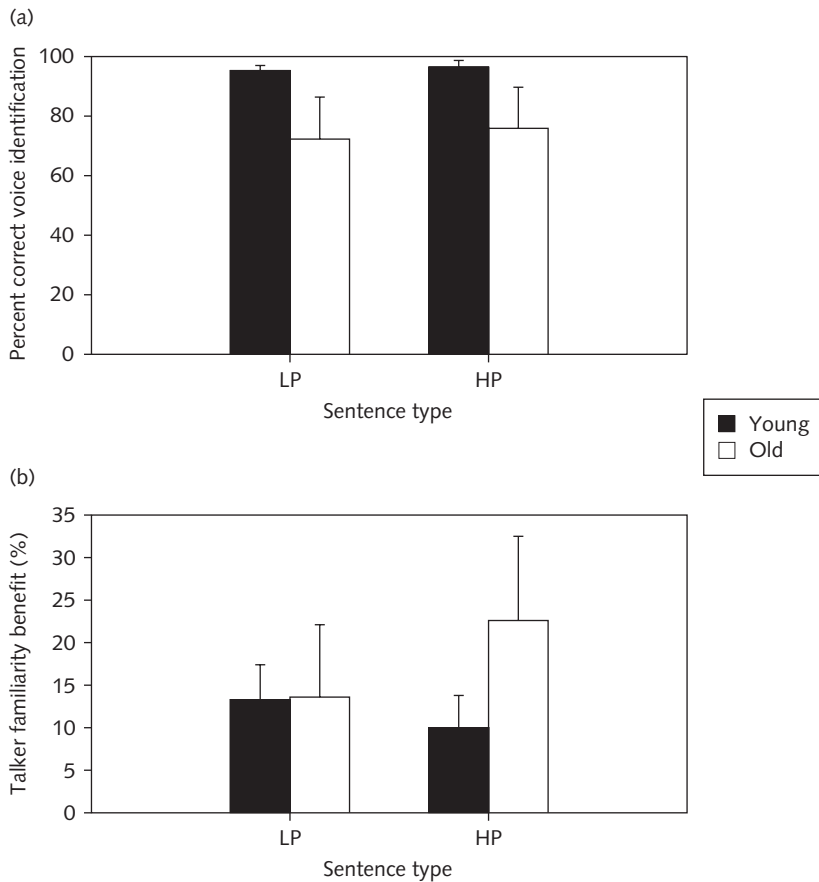 (a)
Percent correct voice identification
100
80
60
40
20
0
LP HP
Sentence type
Young
Old
(b)
Talker familiarity benefit (%)
35
30
25
20
15
10
5
0
LP HP
Sentence type